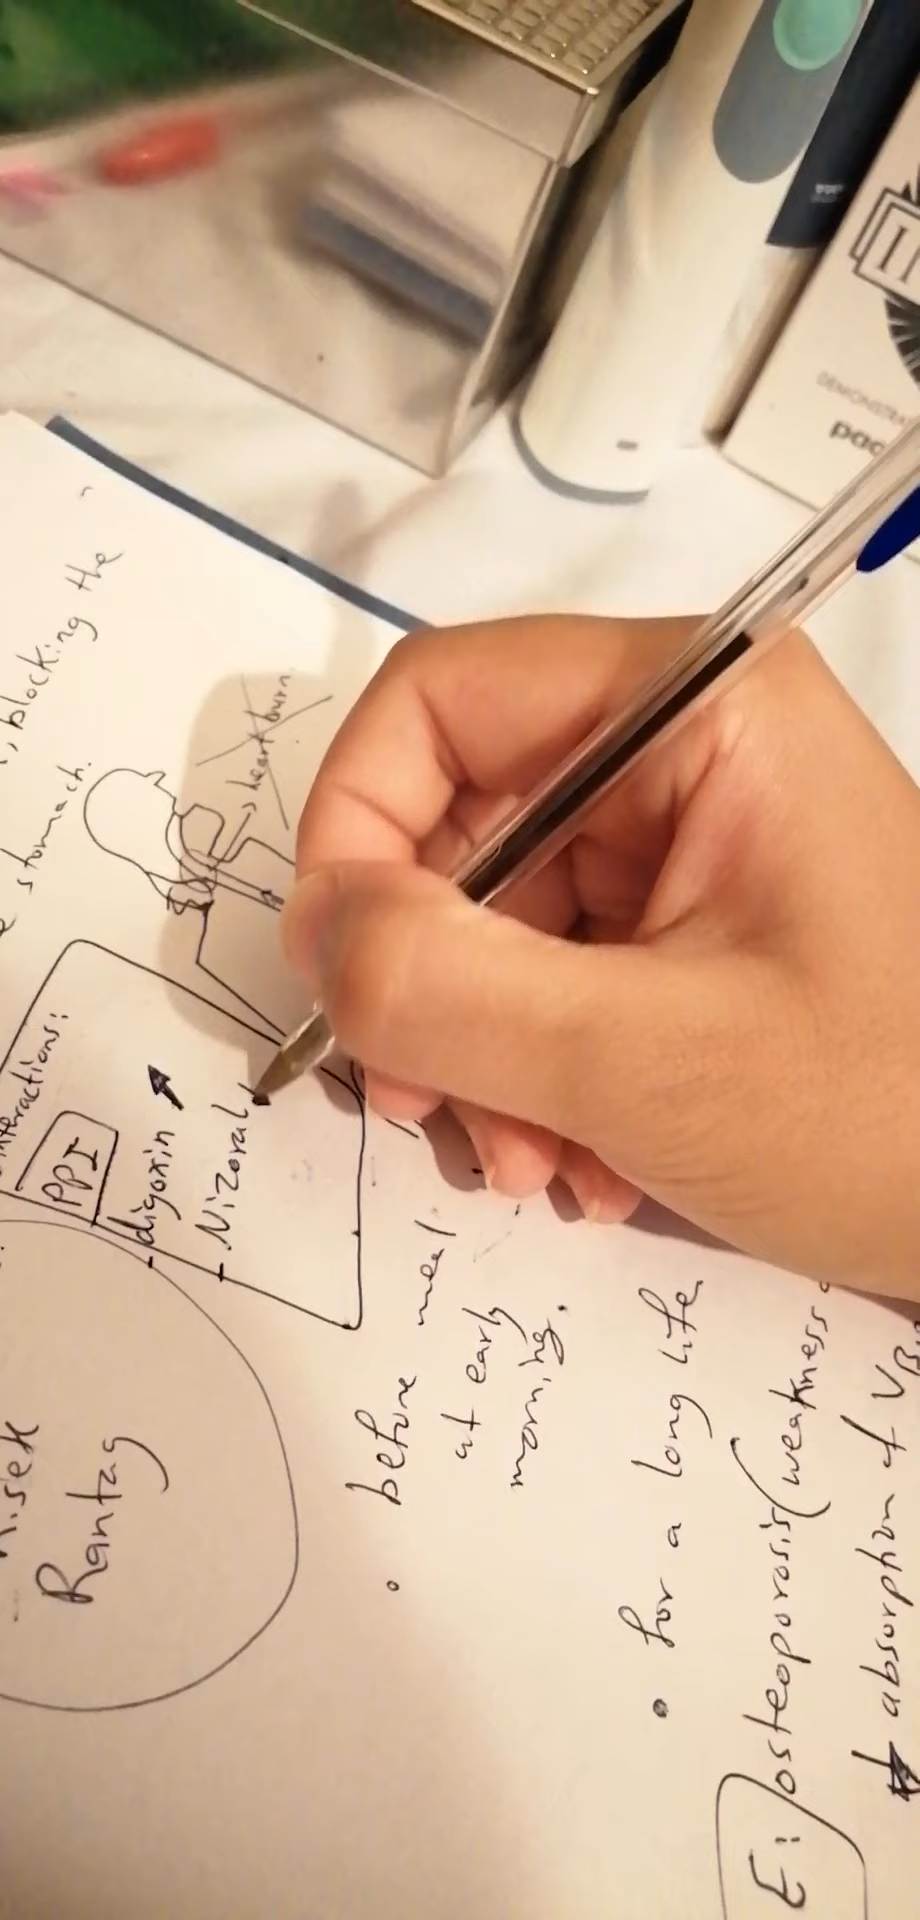 blocking the
stomach.
heart burn
interactions:
PPI
- digoxin
- Nizoral
Rantag
• before meal
at early
morning.
• for a long life
E: osteoporosis (weakness
absorption of VB